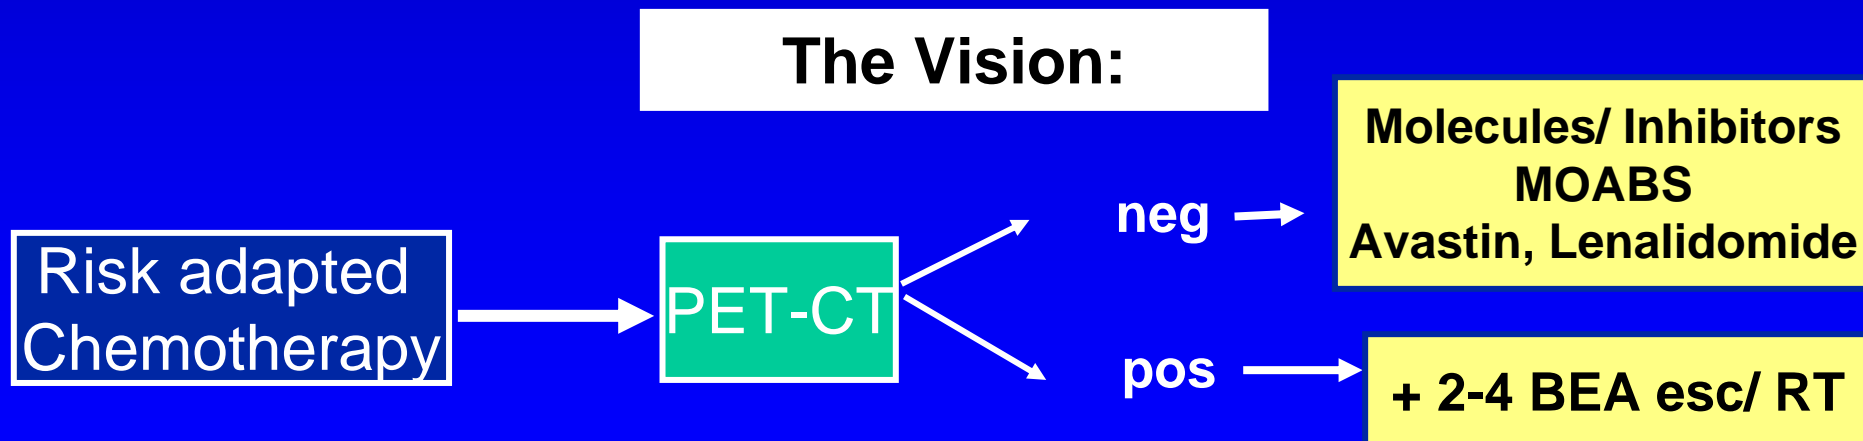 The Vision:
Risk adapted
Chemotherapy
PET-CT
neg
Molecules/ Inhibitors
MOABS
Avastin, Lenalidomide
pos
+ 2-4 BEA esc/ RT